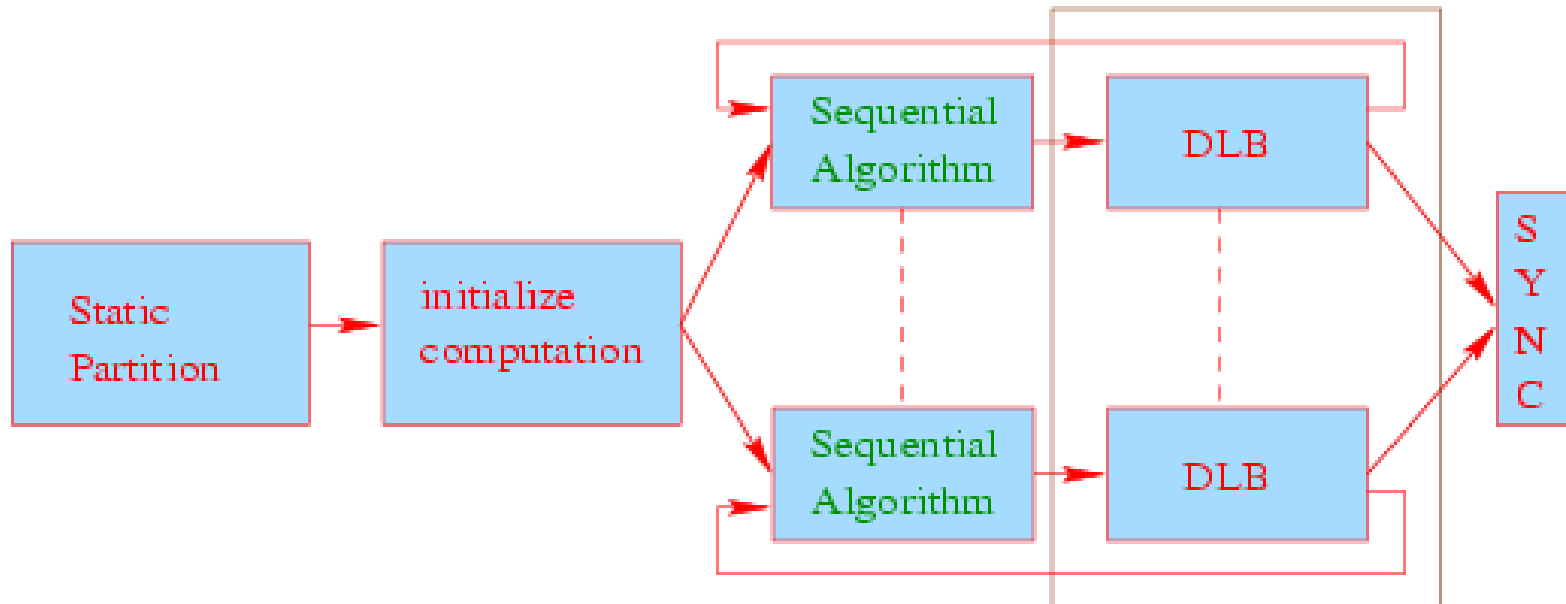 Static
Partition
initialize
computation
Sequential
Algorithm
DLB
Sequential
Algorithm
DLB
S
Y
N
C